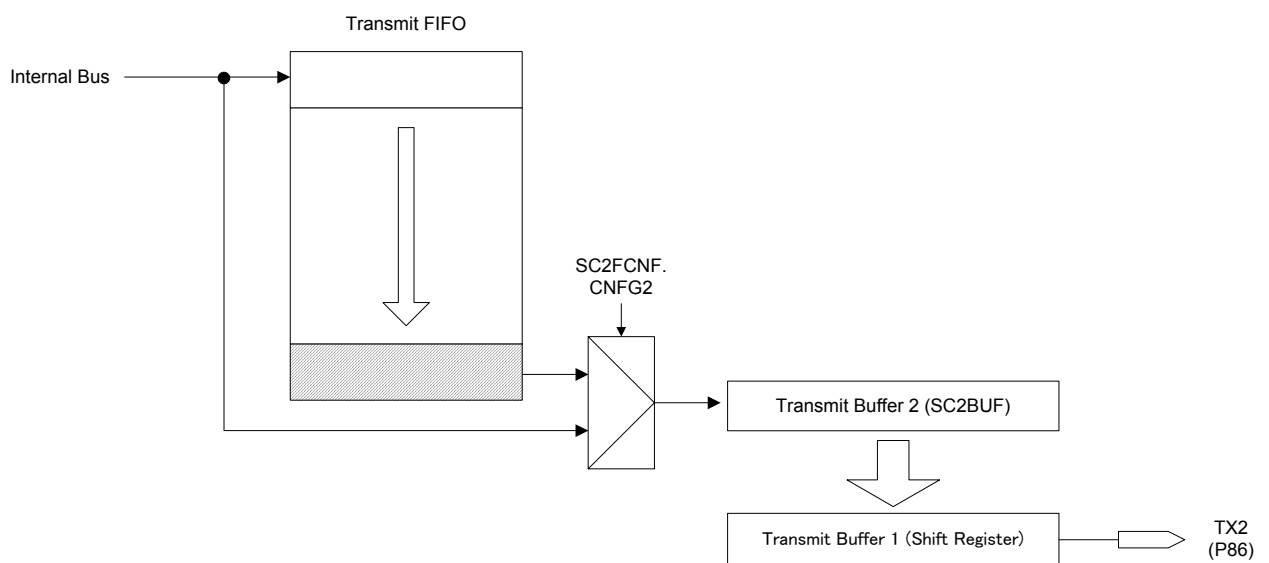 Transmit FIFO
Internal Bus
SC2FCNF.
CNFG2
Transmit Buffer 2 (SC2BUF)
Transmit Buffer 1 (Shift Register)
TX2
(P86)